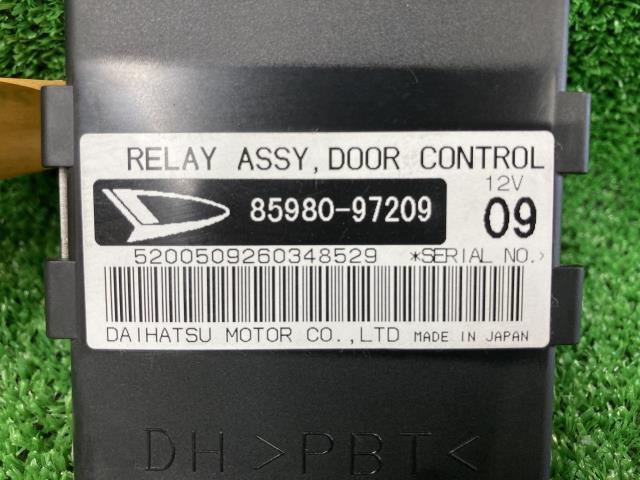 RELAY ASSY, DOOR CONTROL
85980-97209
12V
09
5200509260348529 *SERIAL NO.
DAIHATSU MOTOR CO.,LTD MADE IN JAPAN
DH >PBT<